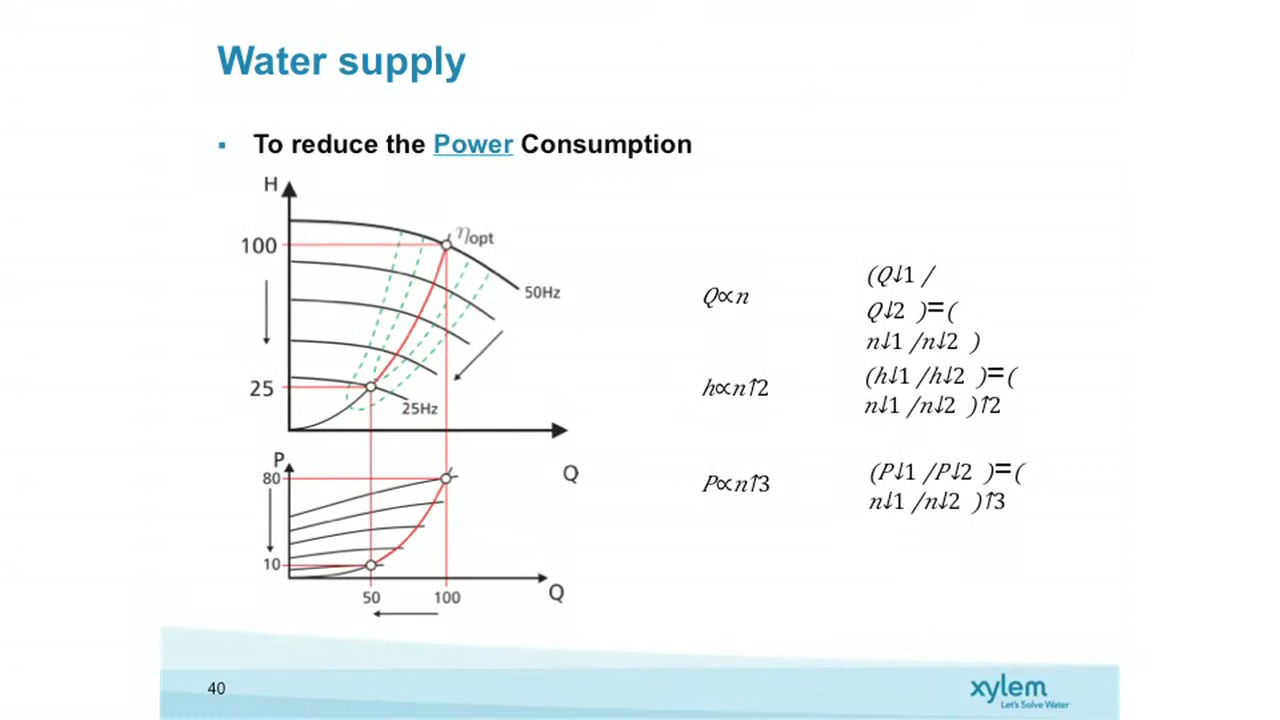 Water supply
▪ To reduce the Power Consumption
H
100
ηopt
50Hz
25
25Hz
Q
P
80
10
50 100
Q
Q∝n
(Q↓1 /
Q↓2 )=(
n↓1 /n↓2 )
h∝n↑2
(h↓1 /h↓2 )=(
n↓1 /n↓2 )↑2
P∝n↑3
(P↓1 /P↓2 )=(
n↓1 /n↓2 )↑3
40
xylem
Let's Solve Water